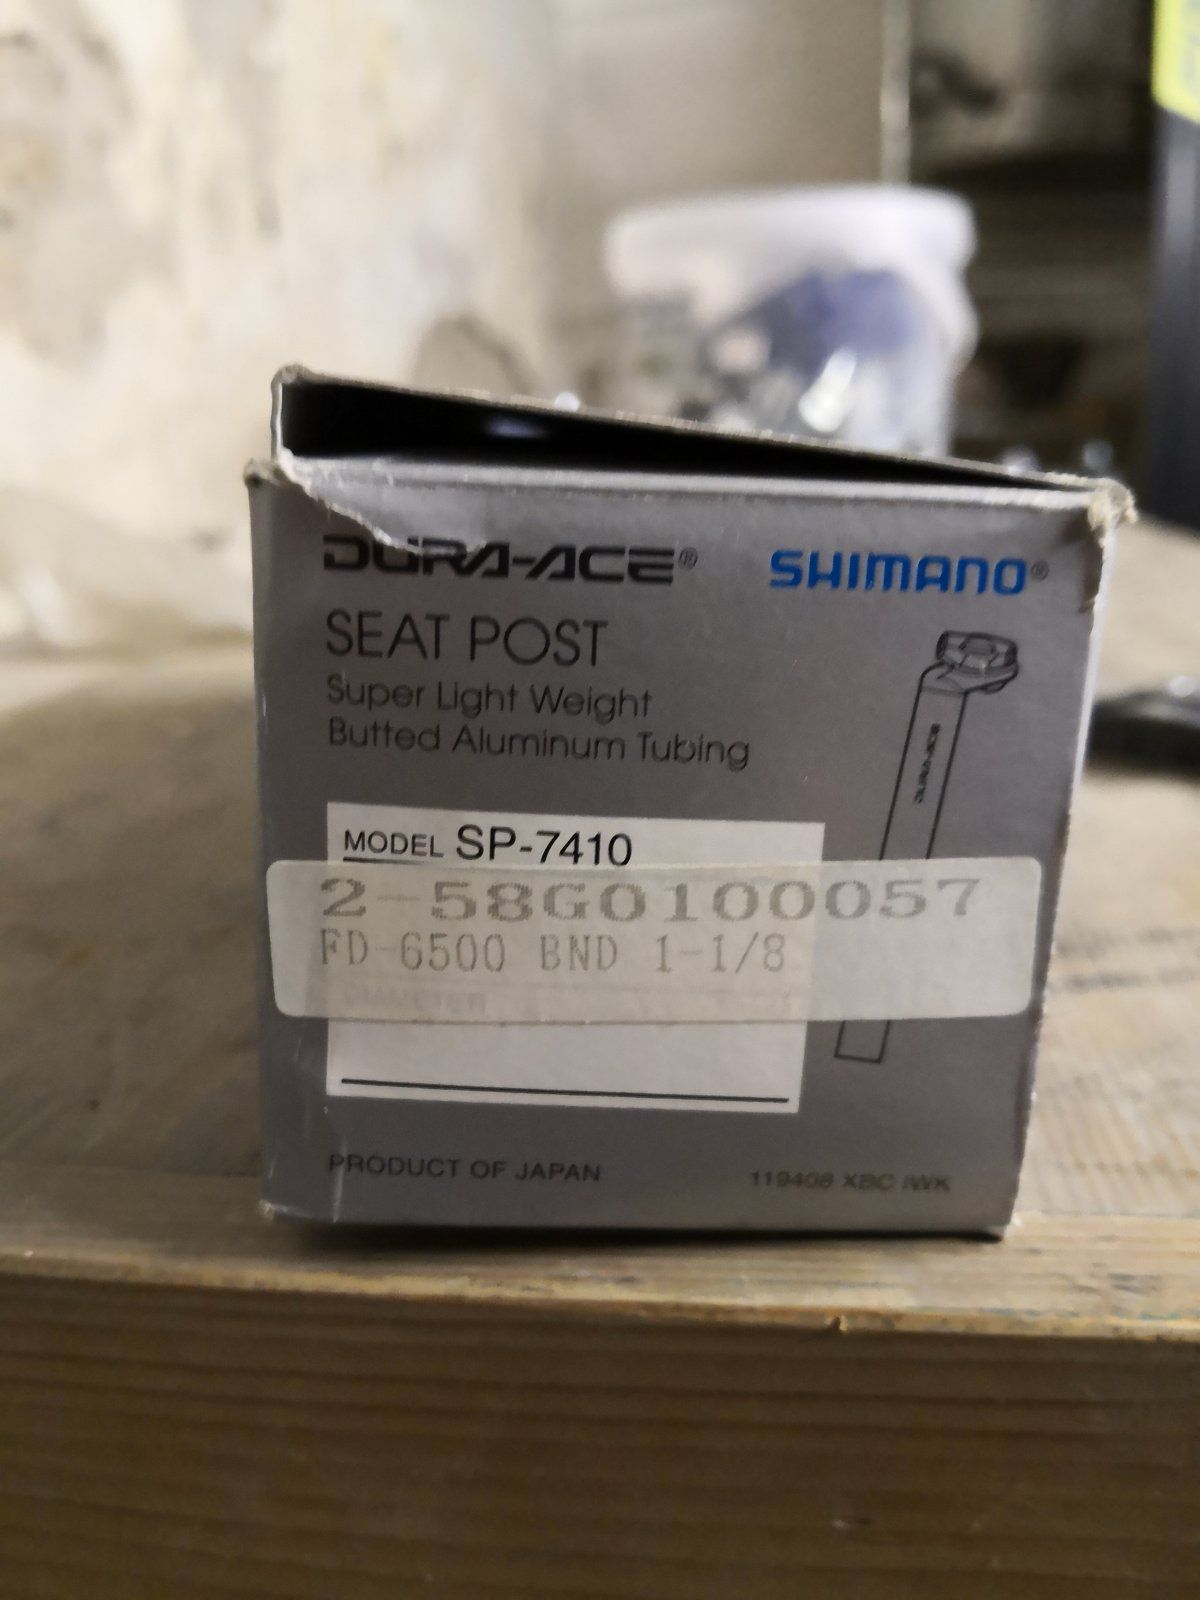 DURA-ACE® SHIMANO®
SEAT POST
Super Light Weight
Butted Aluminum Tubing
MODEL SP-7410
2-58G0100057
FD-6500 BND 1-1/8
DIAMETER
PRODUCT OF JAPAN 119408 XBC IWK